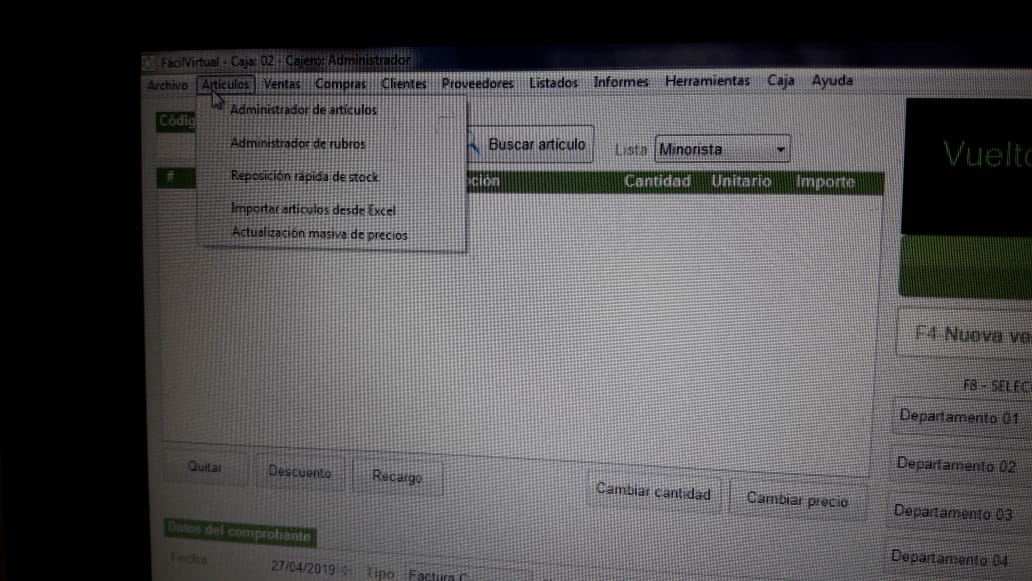 FácilVirtual - Caja: 02 - Cajero: Administrador
Archivo Artículos Ventas Compras Clientes Proveedores Listados Informes Herramientas Caja Ayuda
Administrador de artículos
Administrador de rubros
Reposición rápida de stock
Importar artículos desde Excel
Actualización masiva de precios
Códig
Buscar artículo
Lista Minorista
# ción Cantidad Unitario Importe
Vuelto
F4 Nueva ve
F8 - SELEC
Departamento 01
Departamento 02
Departamento 03
Departamento 04
Quitar Descuento Recargo Cambiar cantidad Cambiar precio
Datos del comprobante
Fecha 27/04/2019 Tipo Factura C